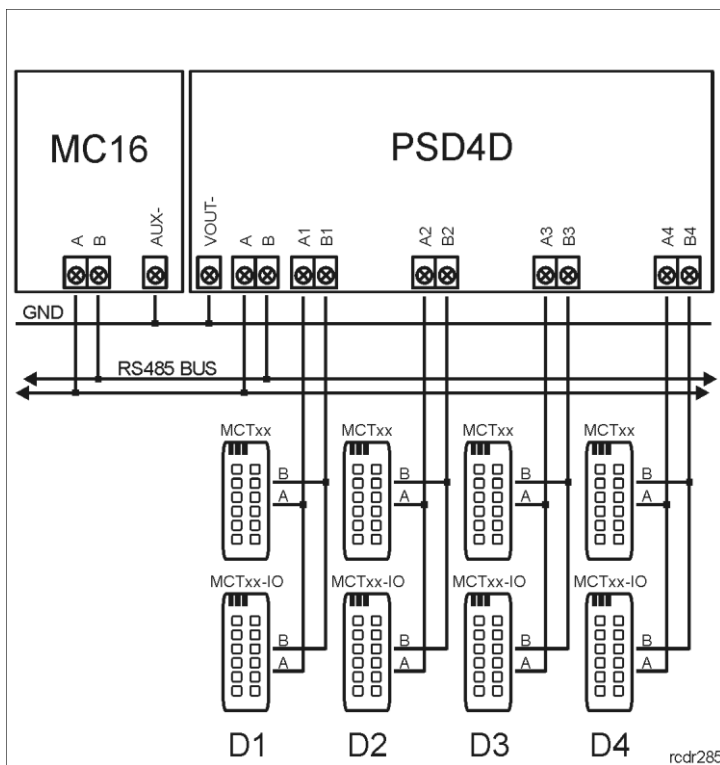 MC16
PSD4D
A B AUX-
VOUT- A B A1 B1 A2 B2 A3 B3 A4 B4
GND
RS485 BUS
MCTxx MCTxx MCTxx MCTxx
B B B B
A A A A
MCTxx-IO MCTxx-IO MCTxx-IO MCTxx-IO
B B B B
A A A A
D1 D2 D3 D4
rcdr285